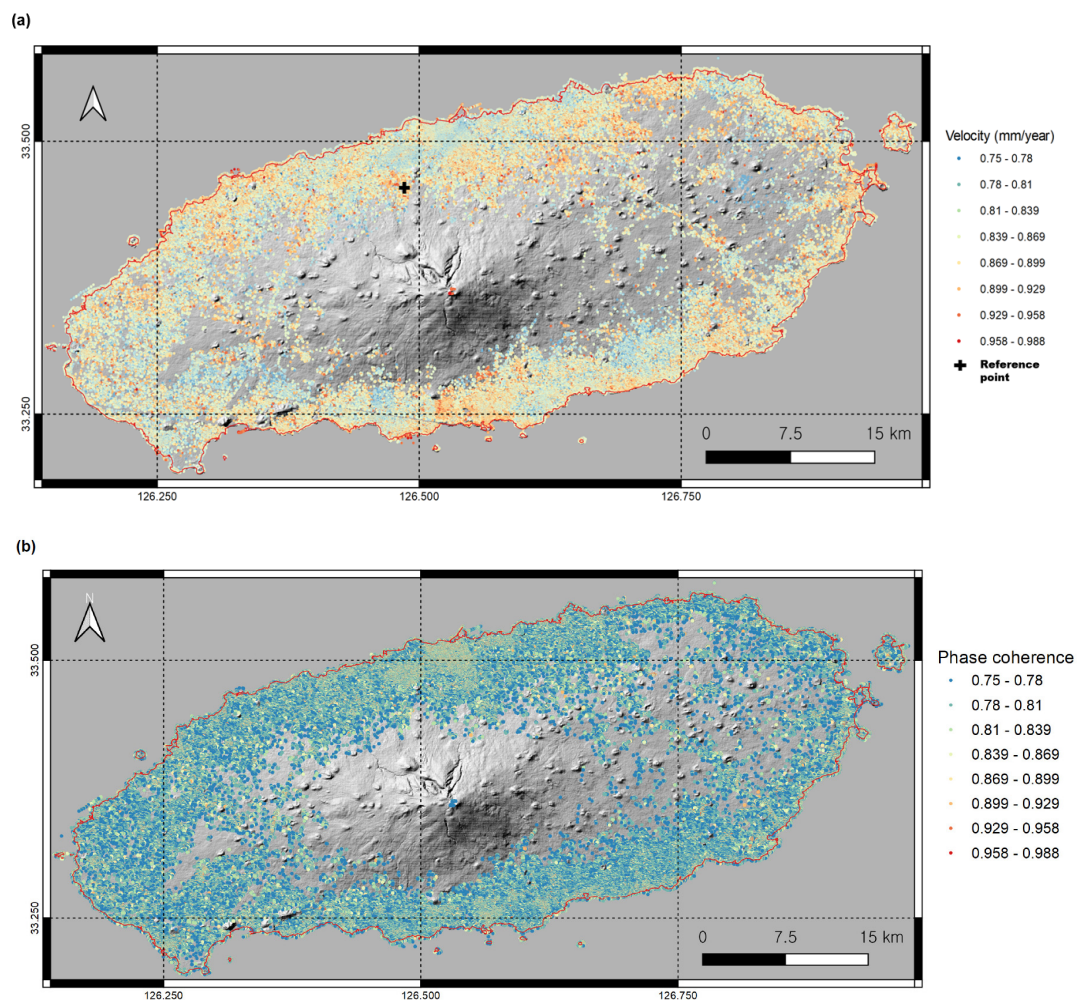 (a)
33.500
33.250
126.250
126.500
126.750
0 7.5 15 km
Velocity (mm/year)
0.75 - 0.78
0.78 - 0.81
0.81 - 0.839
0.839 - 0.869
0.869 - 0.899
0.899 - 0.929
0.929 - 0.958
0.958 - 0.988
Reference
point
(b)
N
33.500
33.250
126.250
126.500
126.750
0 7.5 15 km
Phase coherence
0.75 - 0.78
0.78 - 0.81
0.81 - 0.839
0.839 - 0.869
0.869 - 0.899
0.899 - 0.929
0.929 - 0.958
0.958 - 0.988